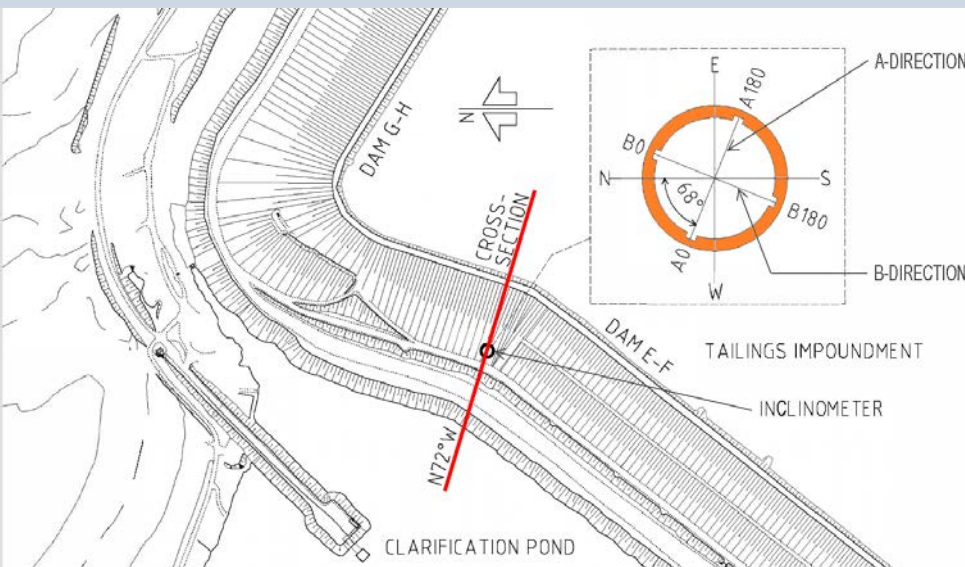 DAM G-H
N
CROSS-
SECTION
N72°W
DAM E-F
TAILINGS IMPOUNDMENT
INCLINOMETER
CLARIFICATION POND
E
A180
A-DIRECTION
B0
N
S
68°
B180
A0
W
B-DIRECTION